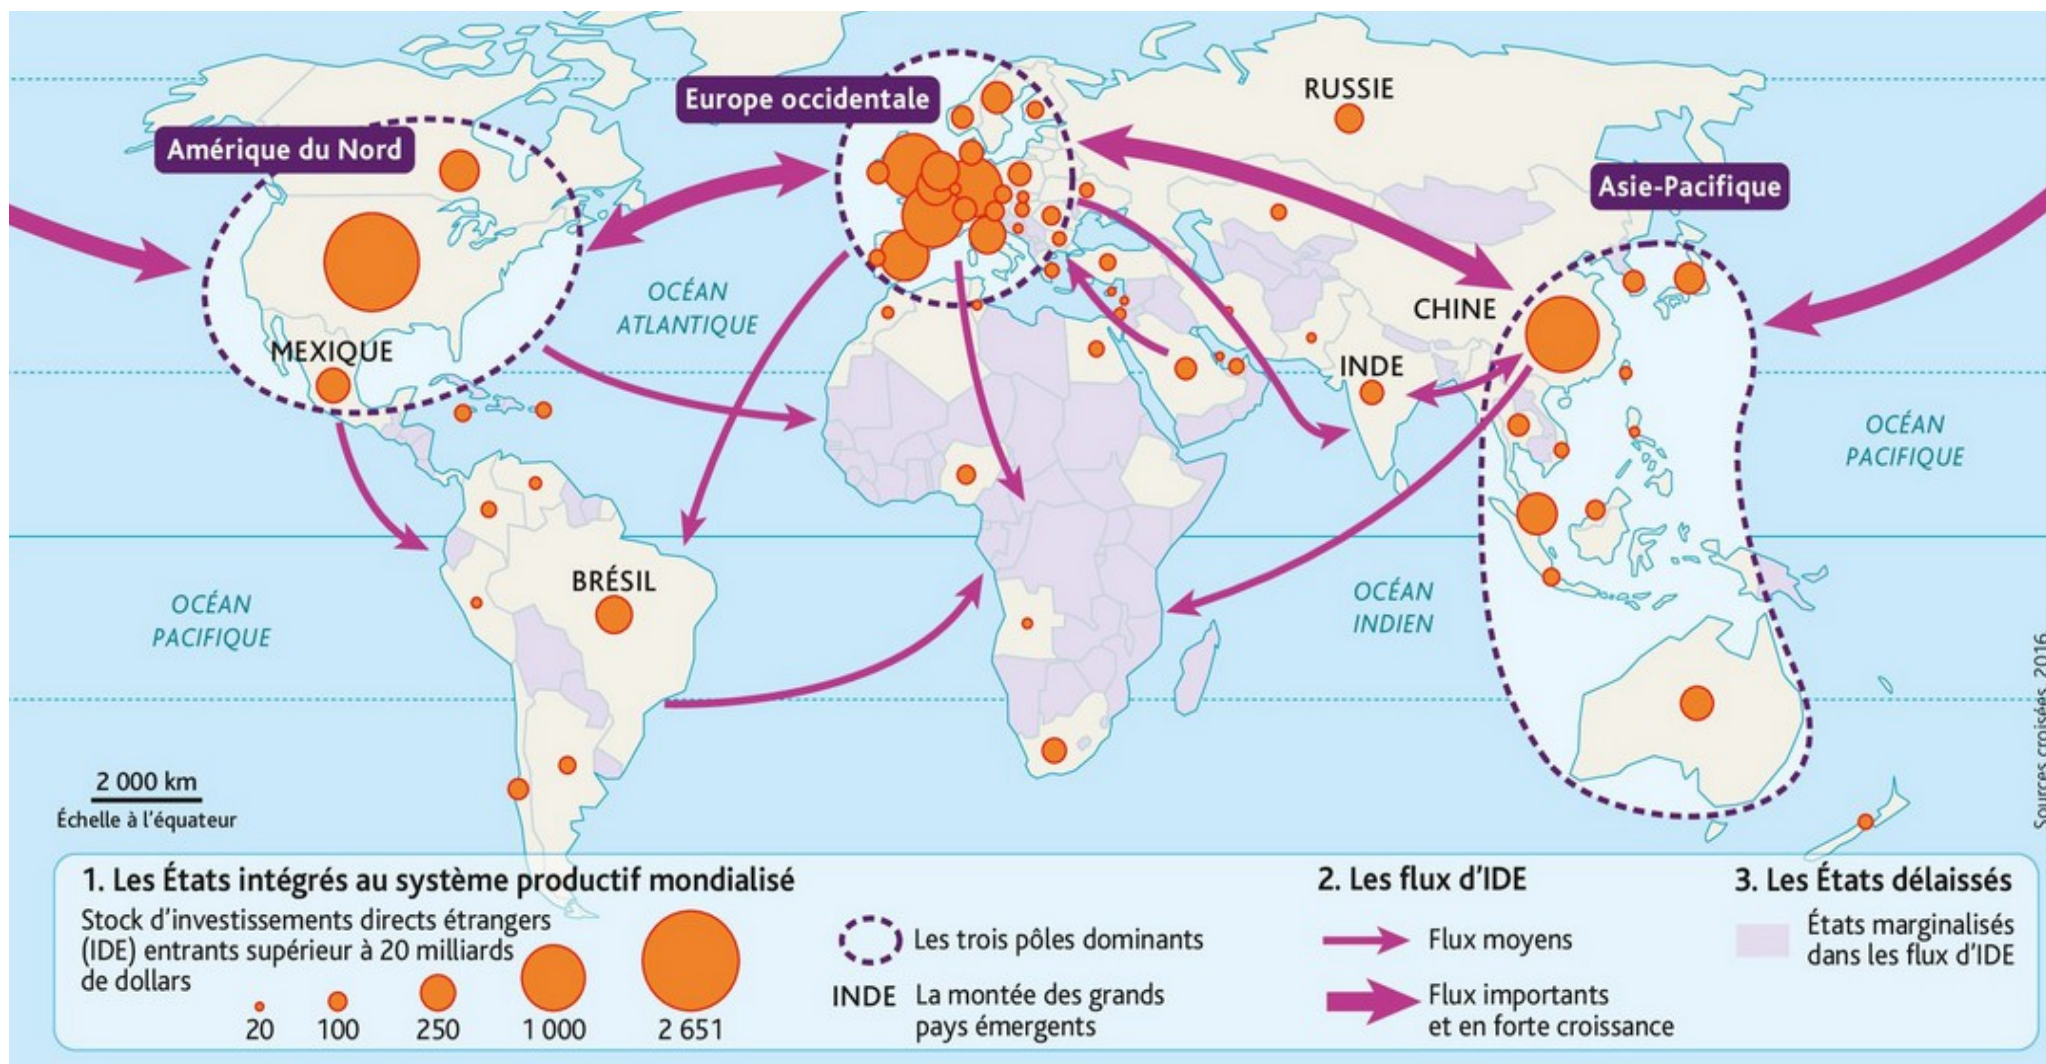 RUSSIE
Europe occidentale
Amérique du Nord
Asie-Pacifique
OCÉAN
ATLANTIQUE
CHINE
MEXIQUE
INDE
OCÉAN
PACIFIQUE
BRÉSIL
OCÉAN
PACIFIQUE
OCÉAN
INDIEN
Sources croisées, 2016
2 000 km
Échelle à l'équateur
1. Les États intégrés au système productif mondialisé
Stock d'investissements directs étrangers
(IDE) entrants supérieur à 20 milliards
de dollars
20 100 250 1 000 2 651
Les trois pôles dominants
INDE La montée des grands
pays émergents
2. Les flux d'IDE
Flux moyens
Flux importants
et en forte croissance
3. Les États délaissés
États marginalisés
dans les flux d'IDE